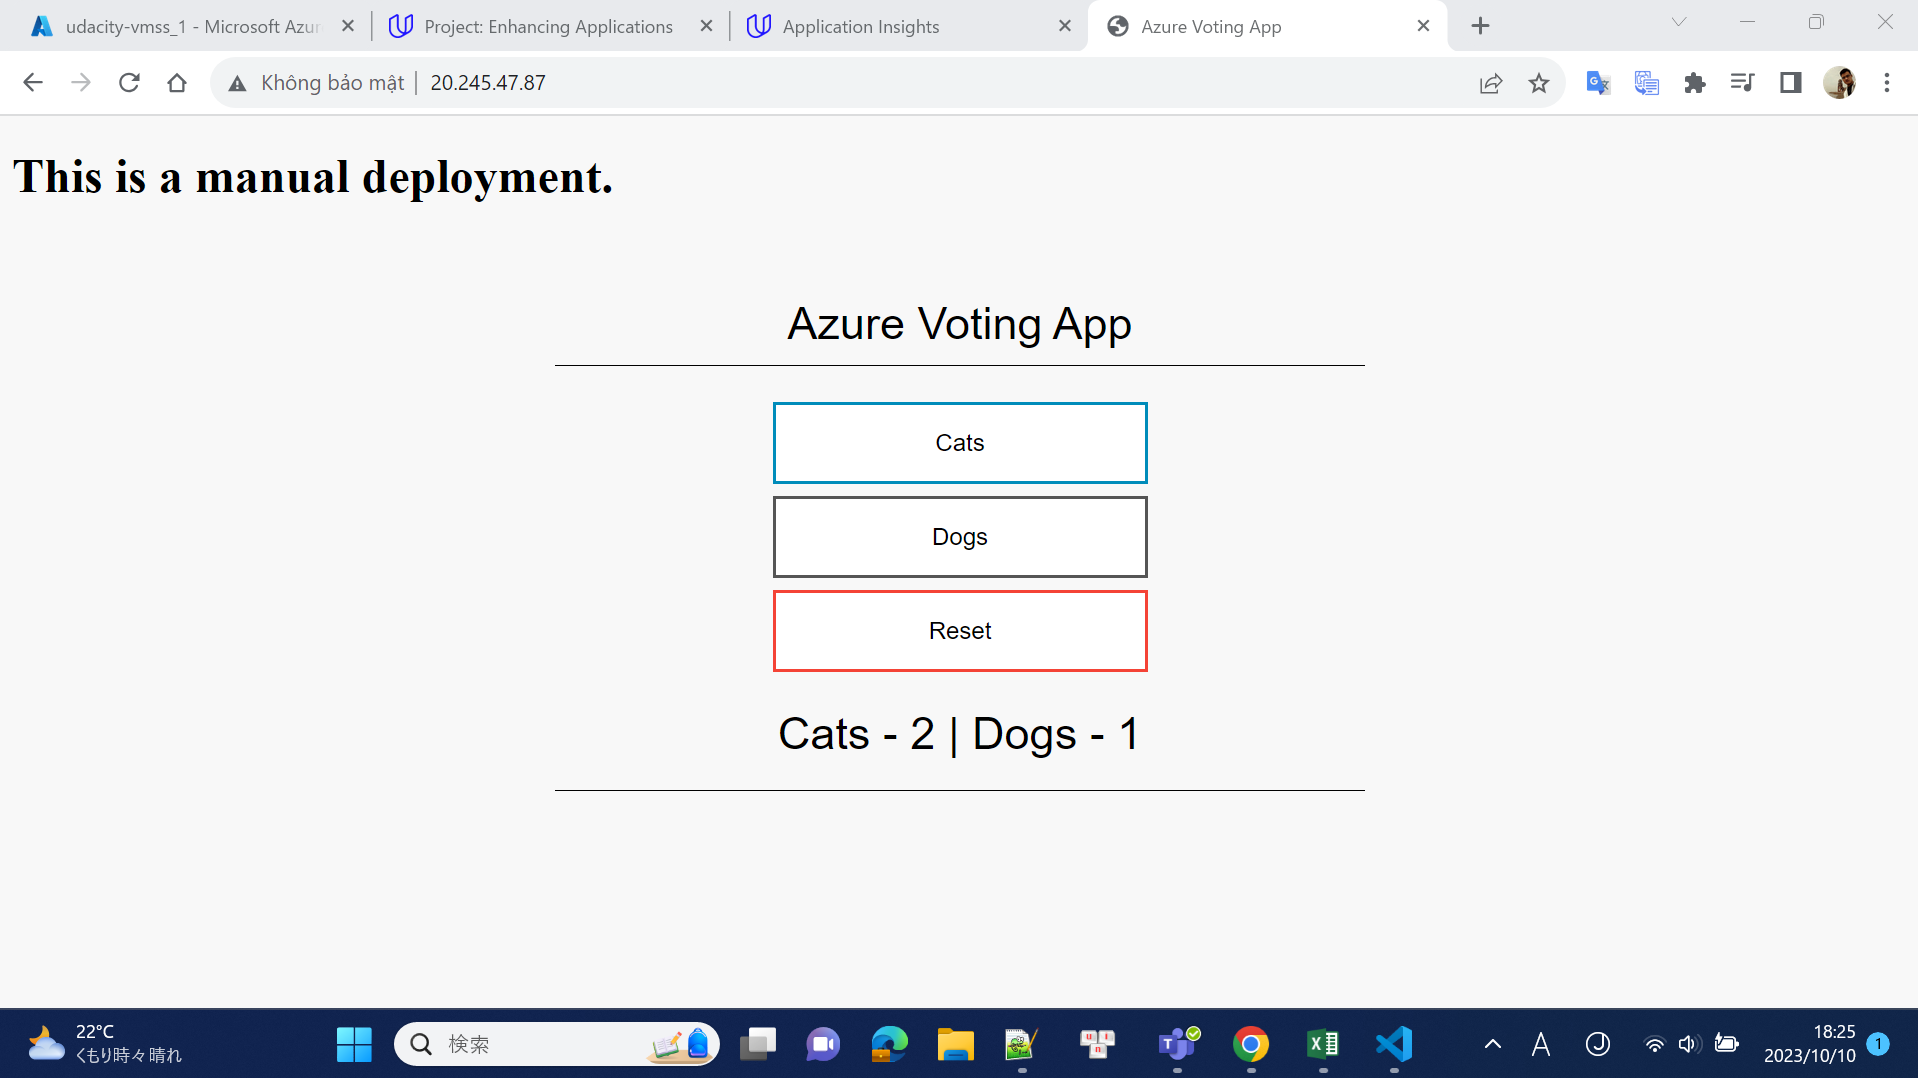 udacity-vmss_1 - Microsoft Azur
Project: Enhancing Applications
Application Insights
Azure Voting App
Không bảo mật
20.245.47.87
This is a manual deployment.
Azure Voting App
Cats
Dogs
Reset
Cats - 2 | Dogs - 1
22°C
くもり時々晴れ
検索
A
J
18:25
2023/10/10
1